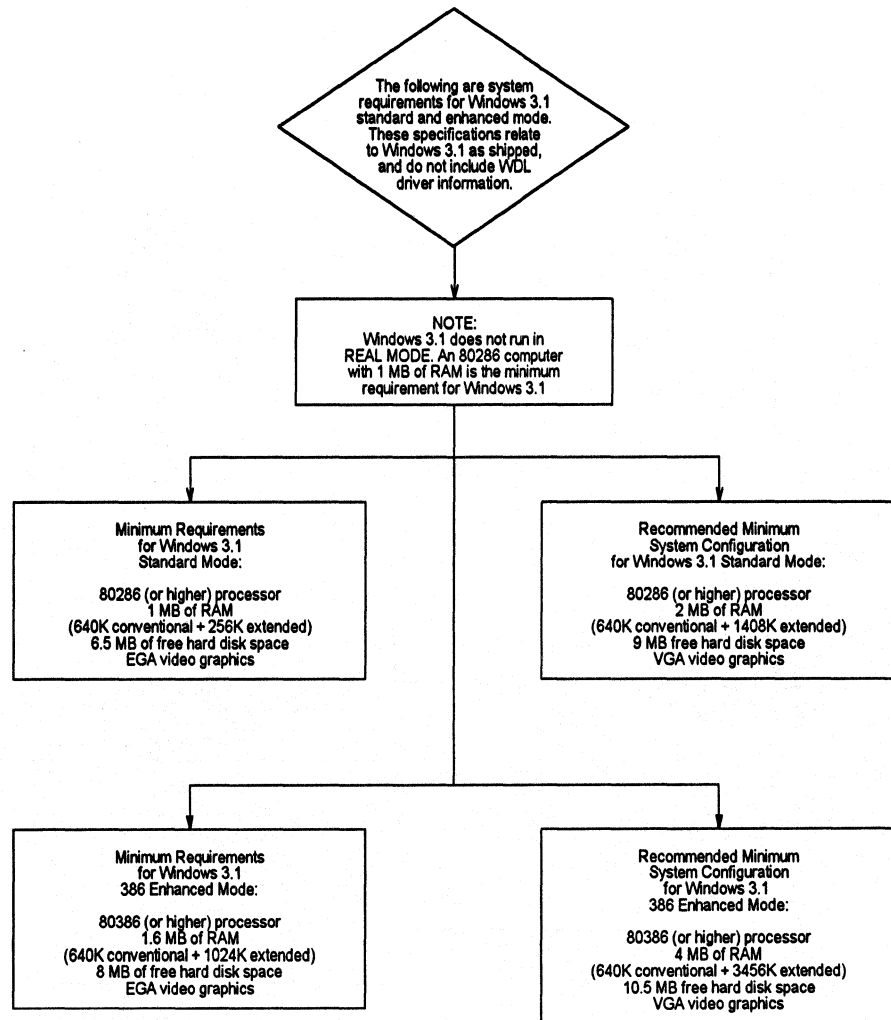 The following are system
requirements for Windows 3.1
standard and enhanced mode.
These specifications relate
to Windows 3.1 as shipped,
and do not include WDL
driver information.
NOTE:
Windows 3.1 does not run in
REAL MODE. An 80286 computer
with 1 MB of RAM is the minimum
requirement for Windows 3.1
Minimum Requirements
for Windows 3.1
Standard Mode:
80286 (or higher) processor
1 MB of RAM
(640K conventional + 256K extended)
6.5 MB of free hard disk space
EGA video graphics
Recommended Minimum
System Configuration
for Windows 3.1 Standard Mode:
80286 (or higher) processor
2 MB of RAM
(640K conventional + 1408K extended)
9 MB free hard disk space
VGA video graphics
Minimum Requirements
for Windows 3.1
386 Enhanced Mode:
80386 (or higher) processor
1.6 MB of RAM
(640K conventional + 1024K extended)
8 MB of free hard disk space
EGA video graphics
Recommended Minimum
System Configuration
for Windows 3.1
386 Enhanced Mode:
80386 (or higher) processor
4 MB of RAM
(640K conventional + 3456K extended)
10.5 MB free hard disk space
VGA video graphics